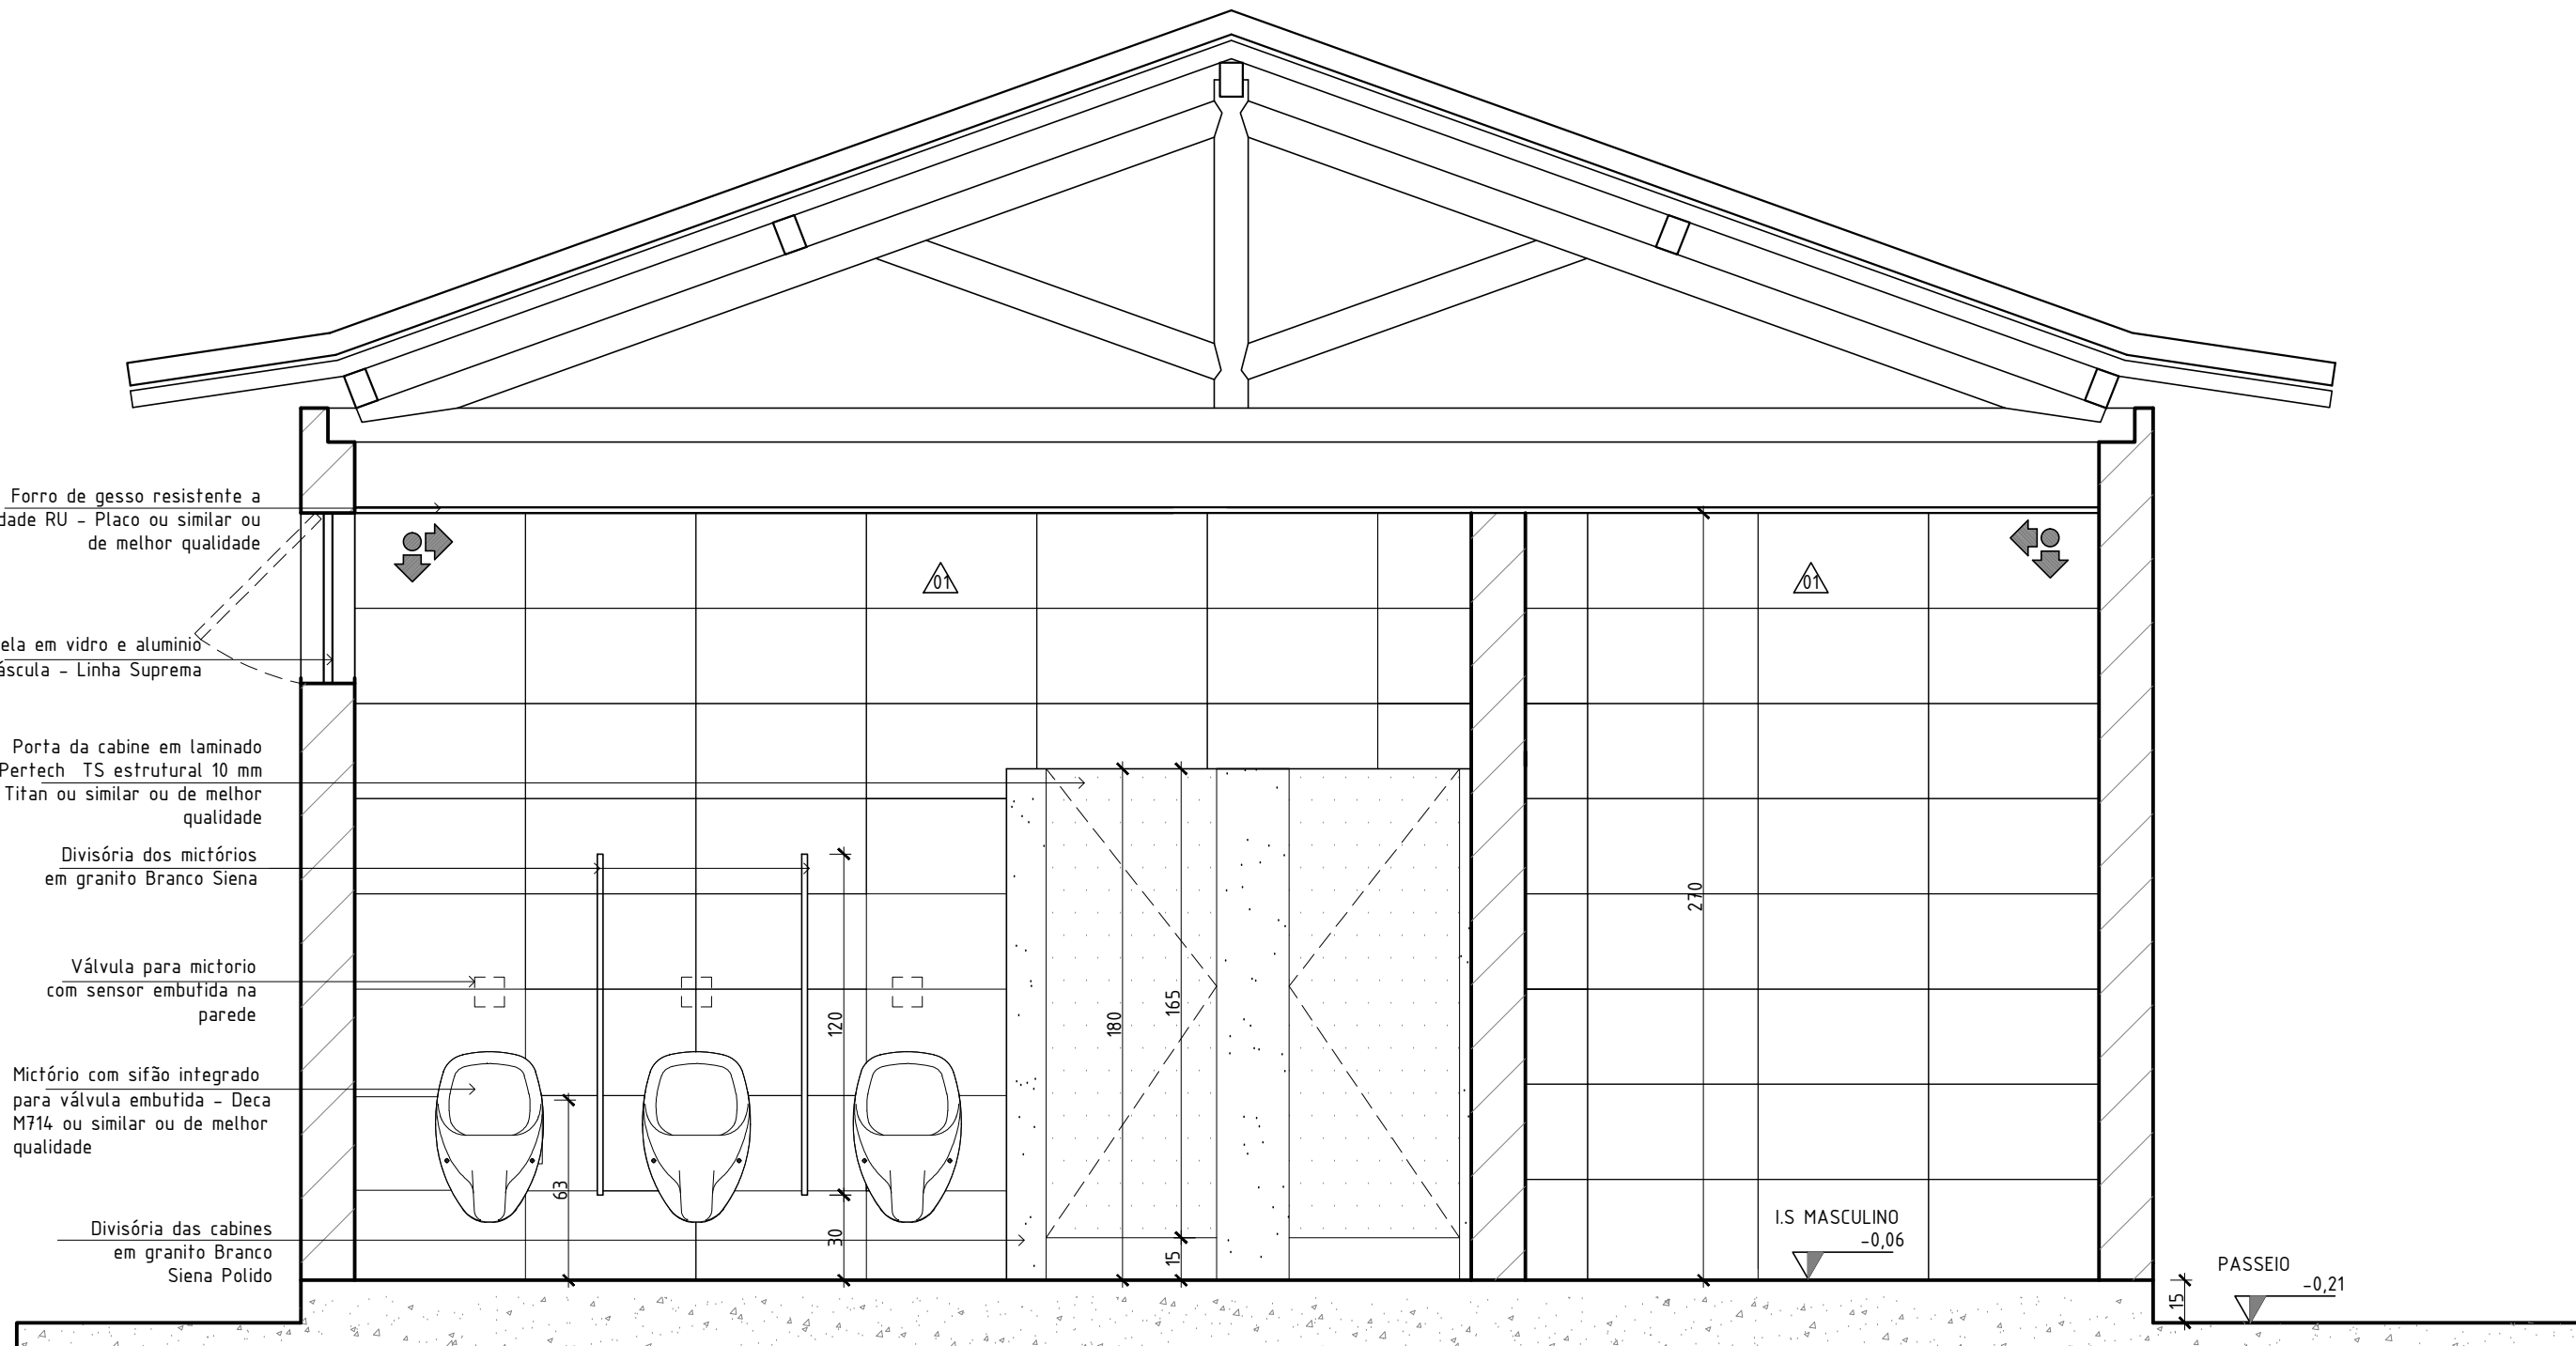 Forro de gesso resistente a
dade RU - Placo ou similar ou
de melhor qualidade
ela em vidro e aluminio
áscula - Linha Suprema
Porta da cabine em laminado
Pertech TS estrutural 10 mm
Titan ou similar ou de melhor
qualidade
Divisória dos mictórios
em granito Branco Siena
Válvula para mictorio
com sensor embutida na
parede
Mictório com sifão integrado
para válvula embutida - Deca
M714 ou similar ou de melhor
qualidade
Divisória das cabines
em granito Branco
Siena Polido
01
01
63
120
30
180
165
15
270
I.S MASCULINO
-0,06
PASSEIO
-0,21
15